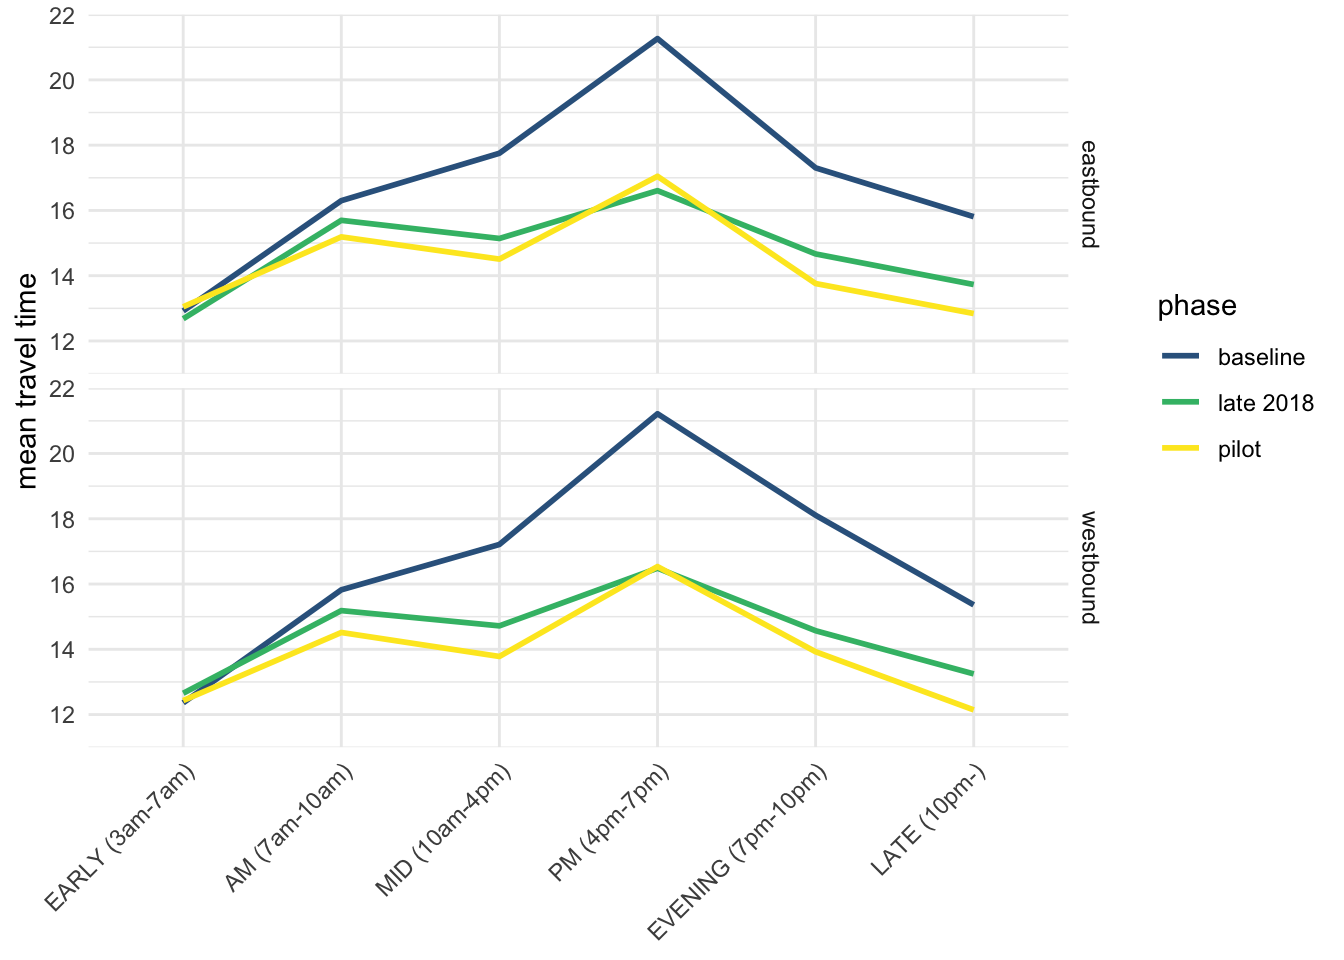 mean travel time
22
20
18
16
14
12
eastbound
22
20
18
16
14
12
westbound
EARLY (3am-7am)
AM (7am-10am)
MID (10am-4pm)
PM (4pm-7pm)
EVENING (7pm-10pm)
LATE (10pm-)
phase
baseline
late 2018
pilot